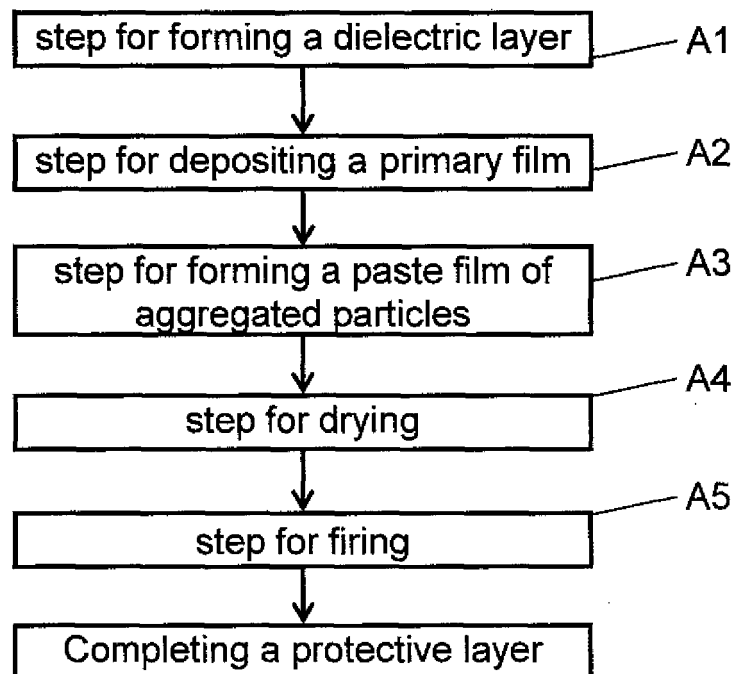 step for forming a dielectric layer
A1
step for depositing a primary film
A2
step for forming a paste film of
aggregated particles
A3
step for drying
A4
step for firing
A5
Completing a protective layer